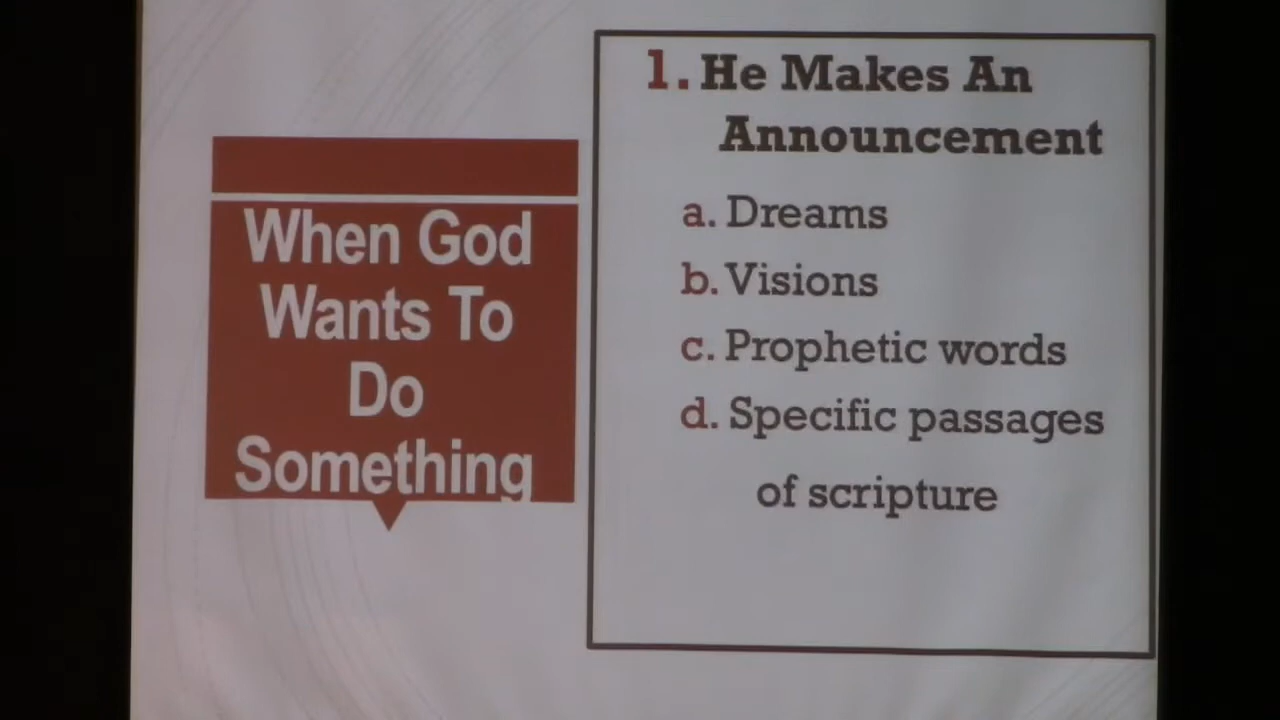 When God
Wants To
Do
Something
1. He Makes An
Announcement
a. Dreams
b. Visions
c. Prophetic words
d. Specific passages
of scripture